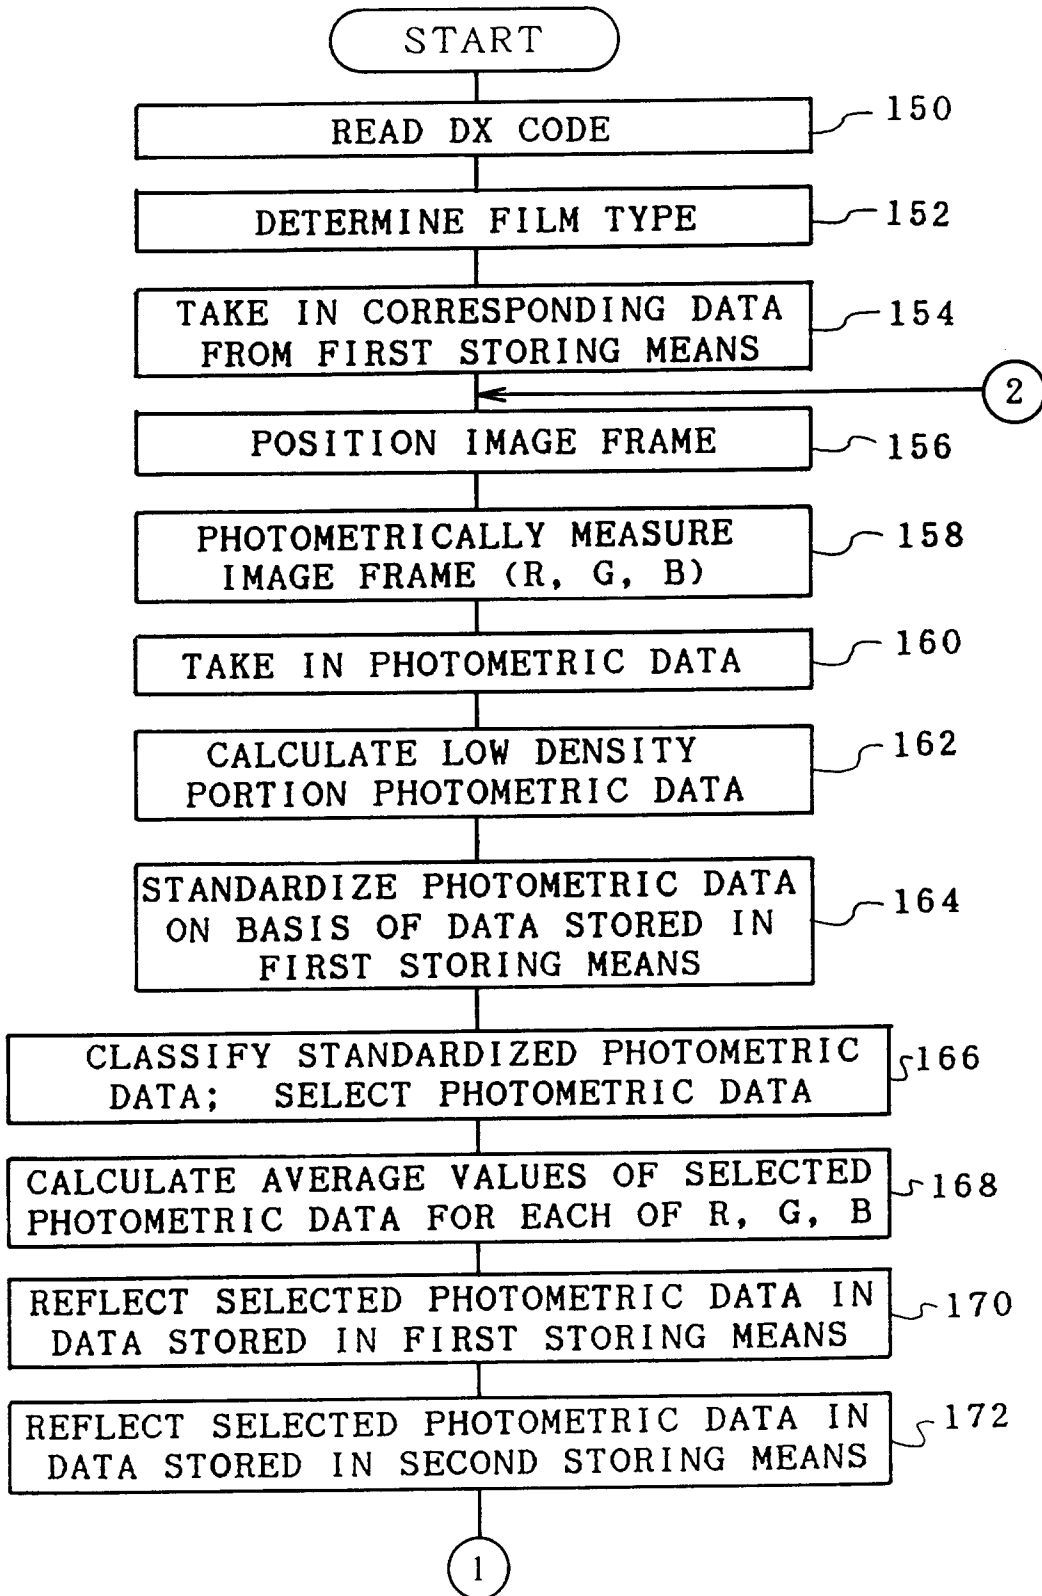 START
READ DX CODE
150
DETERMINE FILM TYPE
152
TAKE IN CORRESPONDING DATA
FROM FIRST STORING MEANS
154
2
POSITION IMAGE FRAME
156
PHOTOMETRICALLY MEASURE
IMAGE FRAME (R, G, B)
158
TAKE IN PHOTOMETRIC DATA
160
CALCULATE LOW DENSITY
PORTION PHOTOMETRIC DATA
162
STANDARDIZE PHOTOMETRIC DATA
ON BASIS OF DATA STORED IN
FIRST STORING MEANS
164
CLASSIFY STANDARDIZED PHOTOMETRIC
DATA; SELECT PHOTOMETRIC DATA
166
CALCULATE AVERAGE VALUES OF SELECTED
PHOTOMETRIC DATA FOR EACH OF R, G, B
168
REFLECT SELECTED PHOTOMETRIC DATA IN
DATA STORED IN FIRST STORING MEANS
170
REFLECT SELECTED PHOTOMETRIC DATA IN
DATA STORED IN SECOND STORING MEANS
172
1